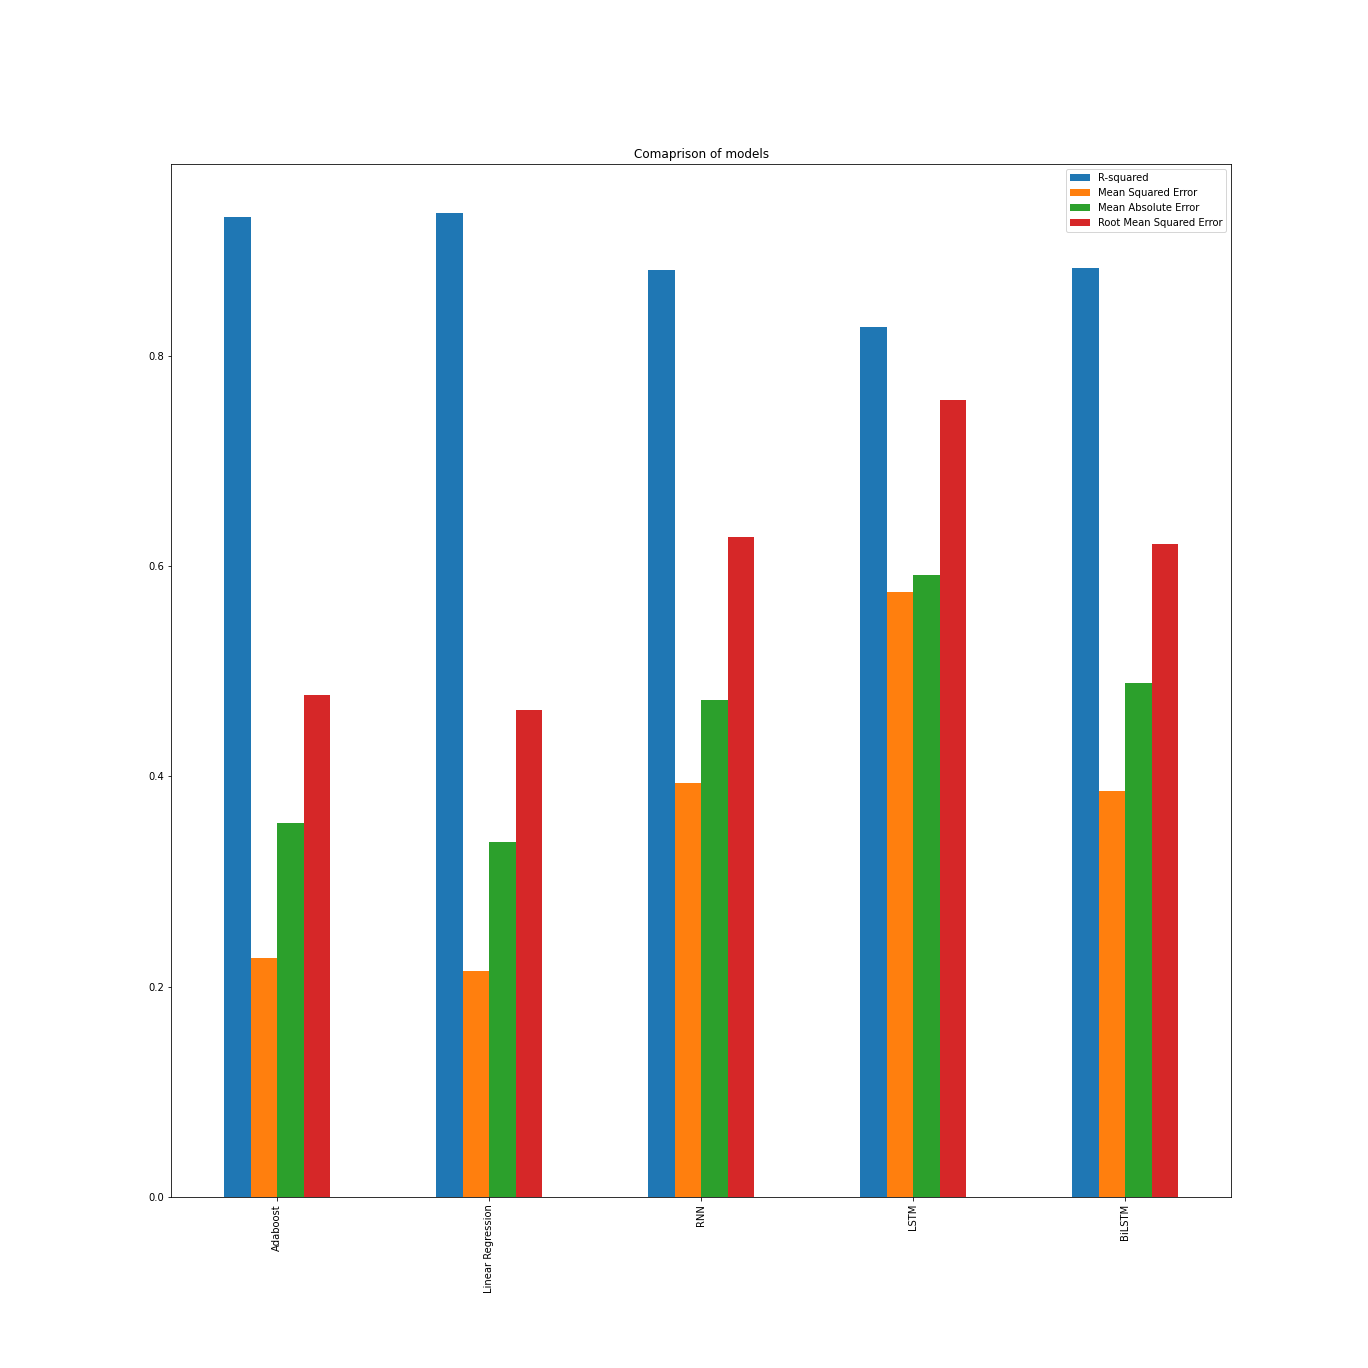 Comaprison of models
R-squared
Mean Squared Error
Mean Absolute Error
Root Mean Squared Error
0.8
0.6
0.4
0.2
0.0
Adaboost
Linear Regression
RNN
LSTM
BiLSTM